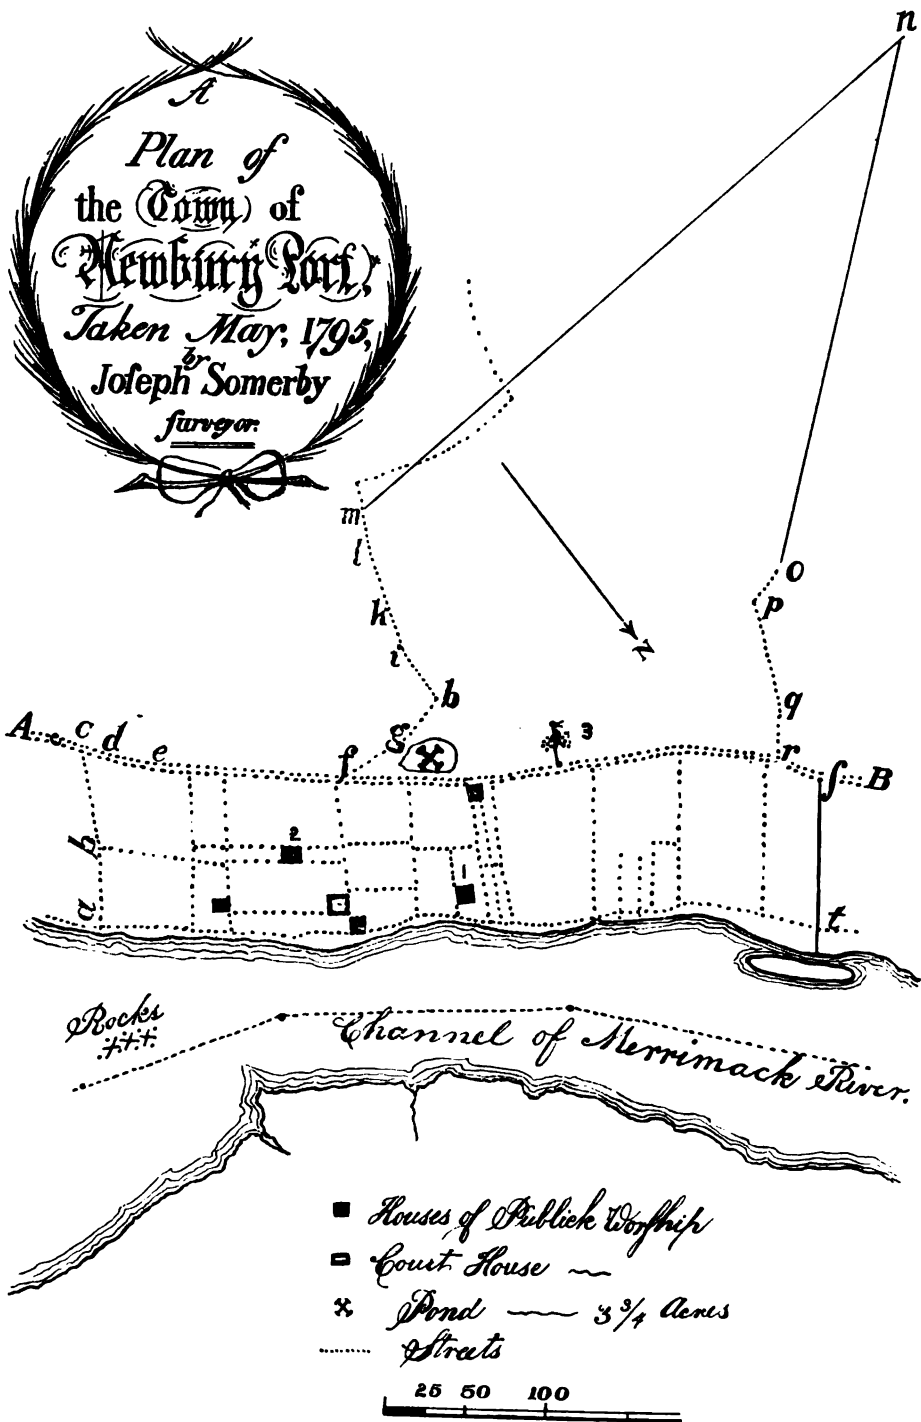 A
Plan of
the Town of
Newbury Port,
Taken May, 1795,
by
Joſeph Somerby
ſurveyor.
n
m
l
k
i
h
g
f
o
p
q
r
ſ
B
A
c
d
e
b
a
t
N
3
2
1
Rocks
Channel of Merrimack River.
Houses of Publick Worſhip
Court House
Pond 3 3/4 Acres
Streets
25 50 100